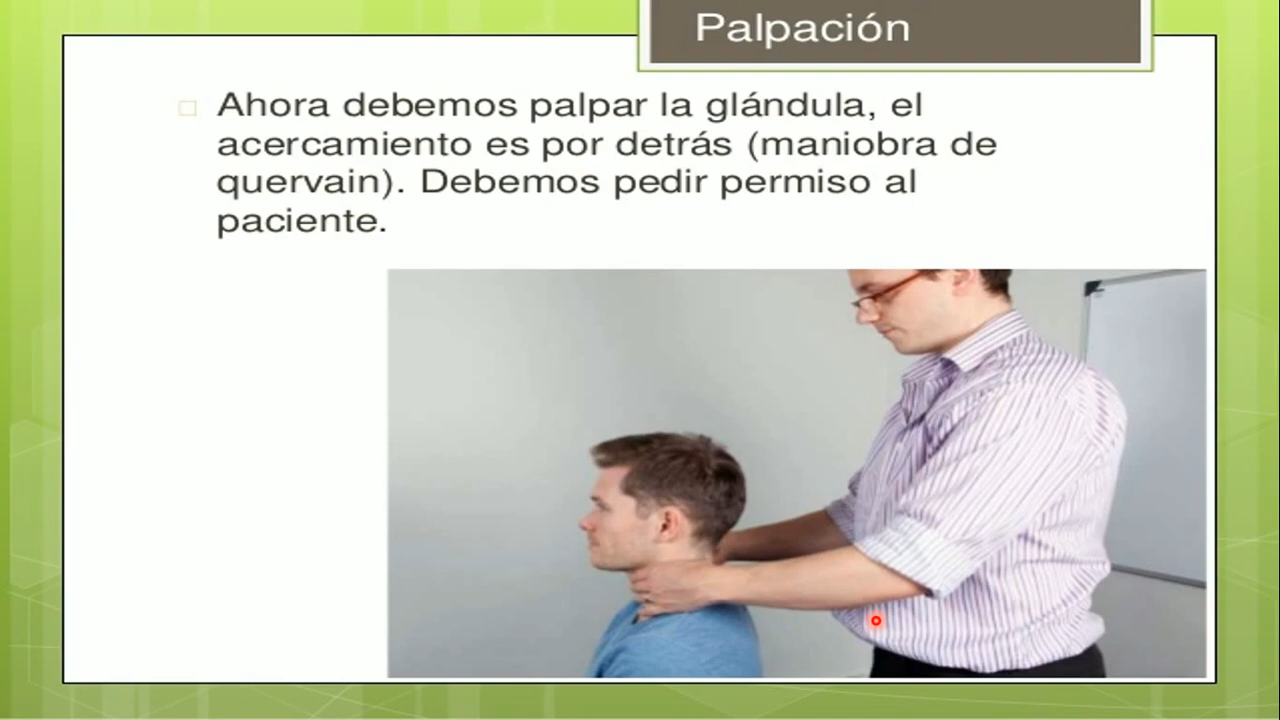 Palpación
Ahora debemos palpar la glándula, el
acercamiento es por detrás (maniobra de
quervain). Debemos pedir permiso al
paciente.